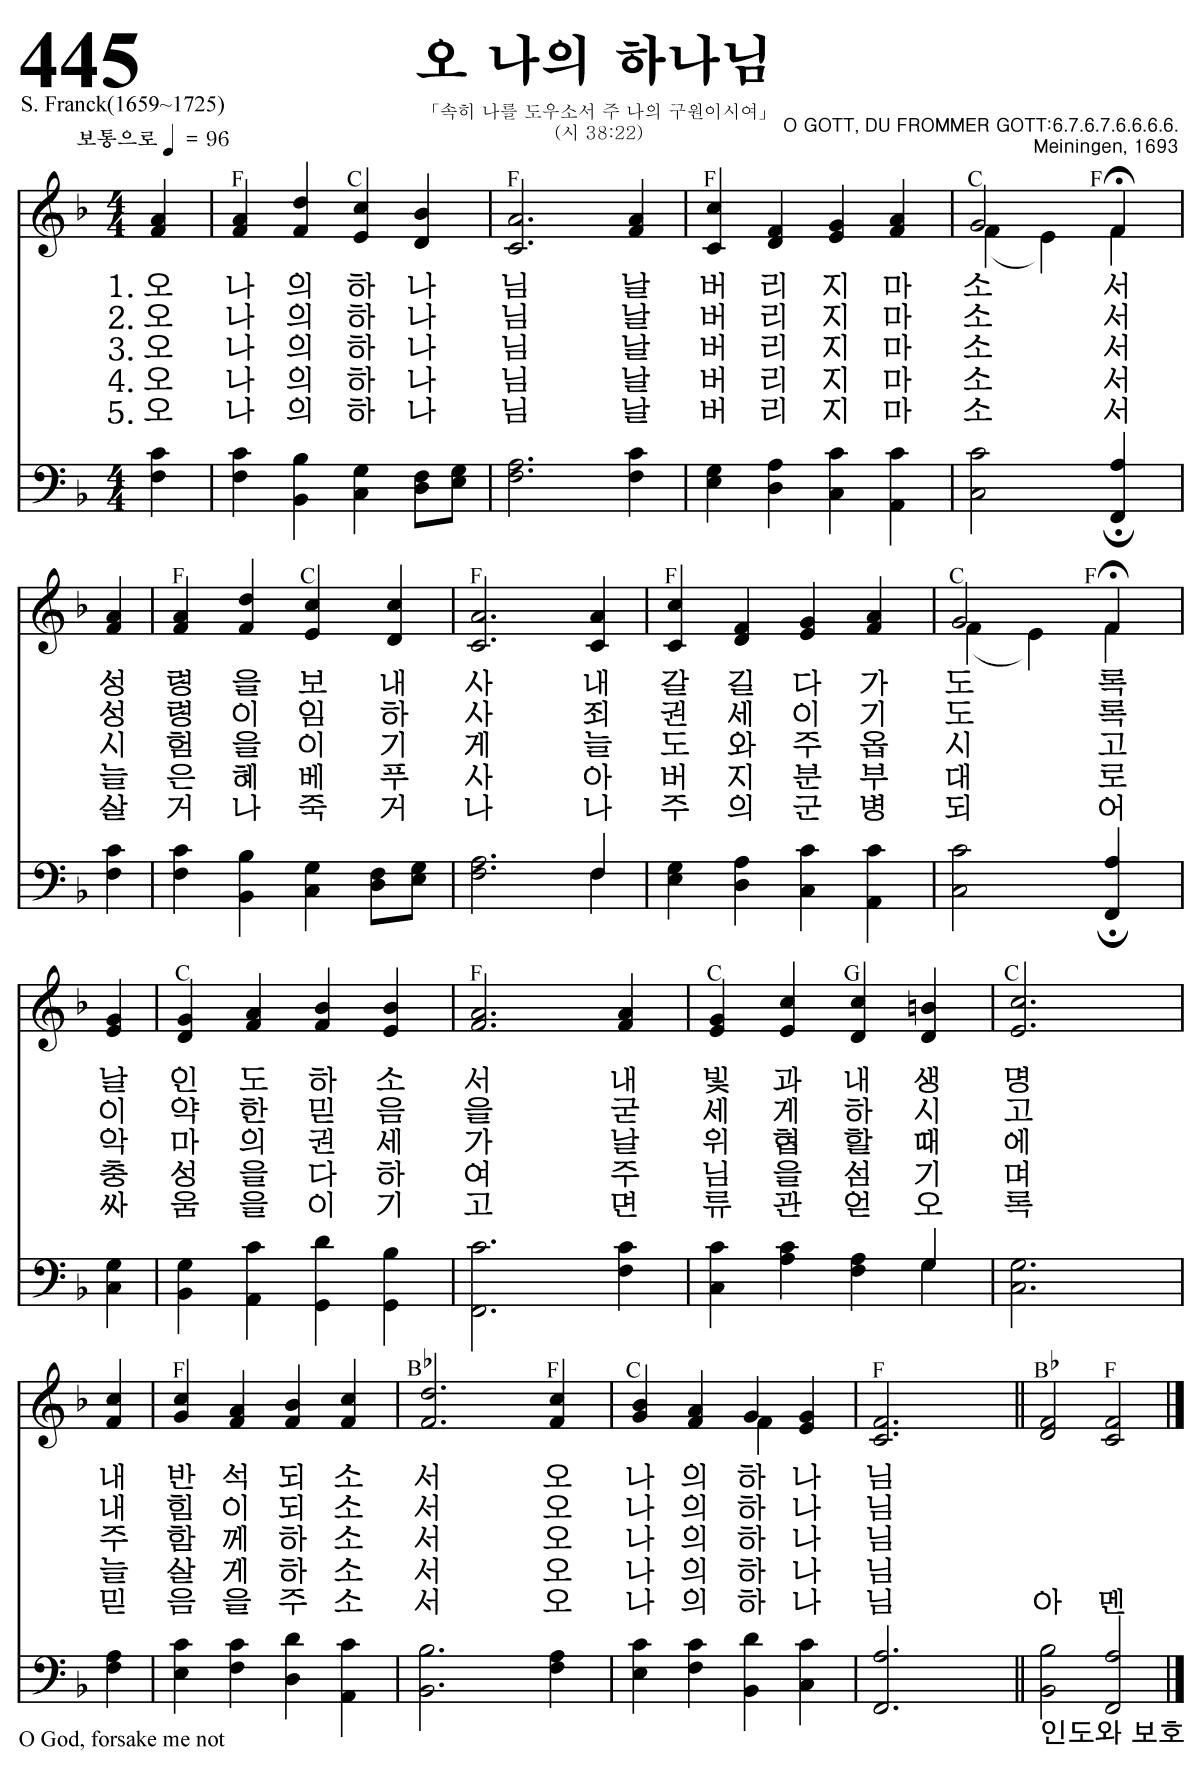 445
오 나의 하나님
S. Franck(1659~1725)
「속히 나를 도우소서 주 나의 구원이시여」
(시 38:22)
보통으로 ♩ = 96
O GOTT, DU FROMMER GOTT:6.7.6.7.6.6.6.6.
Meiningen, 1693
F C F F C F
1. 오 나 의 하 나 님 날 버 리 지 마 소 서
2. 오 나 의 하 나 님 날 버 리 지 마 소 서
3. 오 나 의 하 나 님 날 버 리 지 마 소 서
4. 오 나 의 하 나 님 날 버 리 지 마 소 서
5. 오 나 의 하 나 님 날 버 리 지 마 소 서
F C F F C F
성 령 을 보 내 사 내 갈 길 다 가 도 록
성 령 이 임 하 사 죄 권 세 이 기 도 록
시 험 을 이 기 게 늘 도 와 주 옵 시 고
늘 은 혜 베 푸 사 아 버 지 분 부 대 로
살 거 나 죽 거 나 나 주 의 군 병 되 어
C F C G C
날 인 도 하 소 서 내 빛 과 내 생 명
이 약 한 믿 음 을 굳 세 게 하 시 고
악 마 의 권 세 가 날 위 협 할 때 에
충 성 을 다 하 여 주 님 을 섬 기 며
싸 움 을 이 기 고 면 류 관 얻 오 록
F B♭ F C F B♭ F
내 반 석 되 소 서 오 나 의 하 나 님
내 힘 이 되 소 서 오 나 의 하 나 님
주 함 께 하 소 서 오 나 의 하 나 님
늘 살 게 하 소 서 오 나 의 하 나 님
믿 음 을 주 소 서 오 나 의 하 나 님 아 멘
O God, forsake me not
인도와 보호